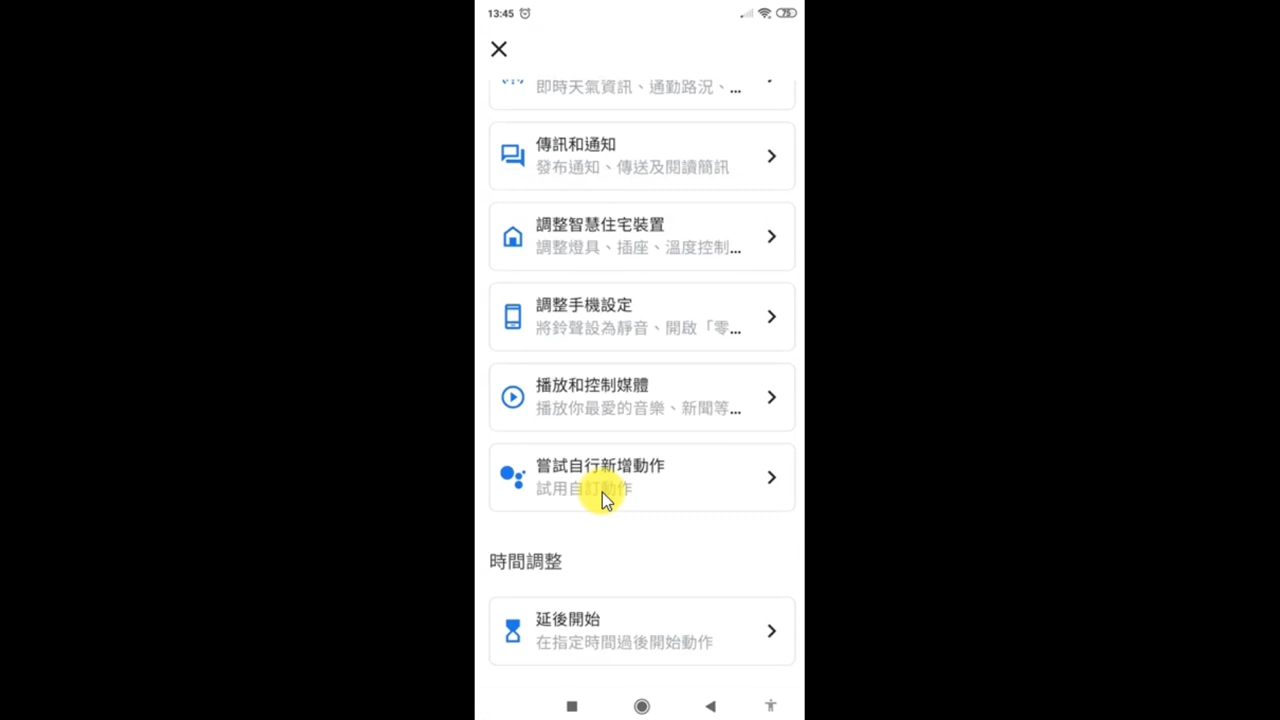 13:45
75
即時天氣資訊、通勤路況、...
傳訊和通知
發布通知、傳送及閱讀簡訊
調整智慧住宅裝置
調整燈具、插座、溫度控制...
調整手機設定
將鈴聲設為靜音、開啟「零...
播放和控制媒體
播放你最愛的音樂、新聞等...
嘗試自行新增動作
試用自訂動作
時間調整
延後開始
在指定時間過後開始動作